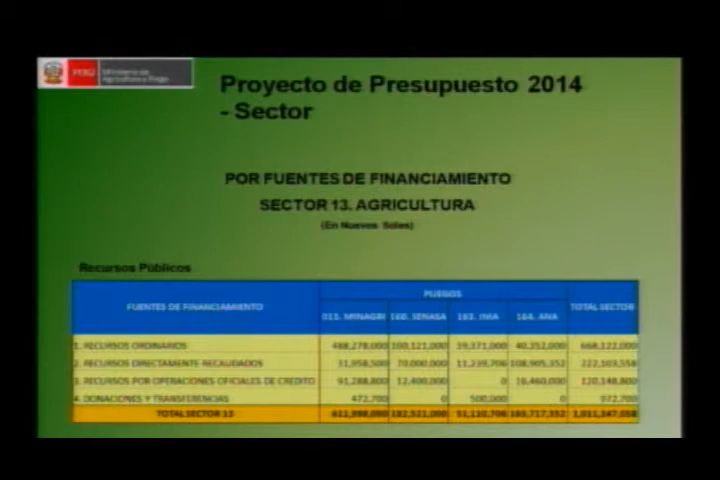 PERÚ
Ministerio de
Agricultura y Riego
Proyecto de Presupuesto 2014
- Sector
POR FUENTES DE FINANCIAMIENTO
SECTOR 13. AGRICULTURA
(En Nuevos Soles)
Recursos Públicos
FUENTES DE FINANCIAMIENTO PLIEGOS TOTAL SECTOR
013. MINAGRI 160. SENASA 163. INIA 164. ANA
1. RECURSOS ORDINARIOS 488,278,000 100,121,000 39,371,000 40,352,000 668,122,000
2. RECURSOS DIRECTAMENTE RECAUDADOS 31,958,500 70,000,000 11,239,706 108,905,352 222,103,558
3. RECURSOS POR OPERACIONES OFICIALES DE CREDITO 91,288,800 12,400,000 0 16,460,000 120,148,800
4. DONACIONES Y TRANSFERENCIAS 472,700 0 500,000 0 972,700
TOTAL SECTOR 13 611,998,000 182,521,000 51,110,706 165,717,352 1,011,347,058